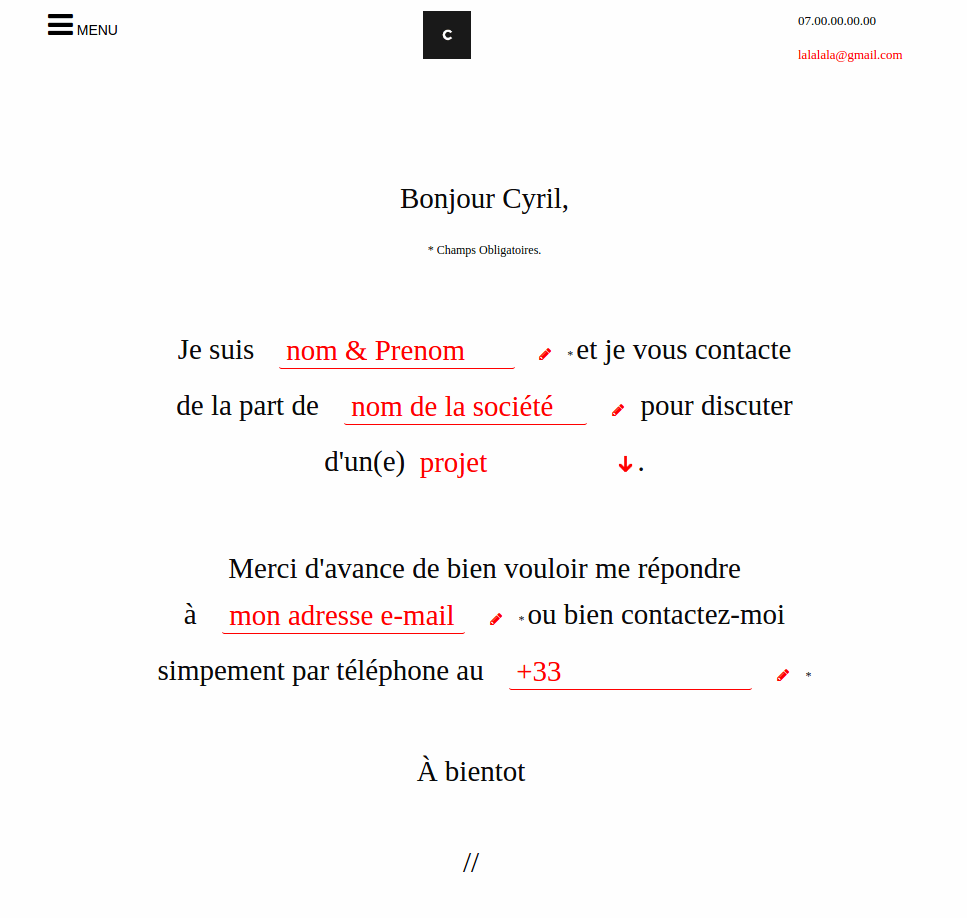 MENU
C
07.00.00.00.00
lalalala@gmail.com
Bonjour Cyril,
* Champs Obligatoires.
Je suis nom & Prenom * et je vous contacte
de la part de nom de la société pour discuter
d'un(e) projet .
Merci d'avance de bien vouloir me répondre
à mon adresse e-mail * ou bien contactez-moi
simpement par téléphone au +33 *
À bientot
//